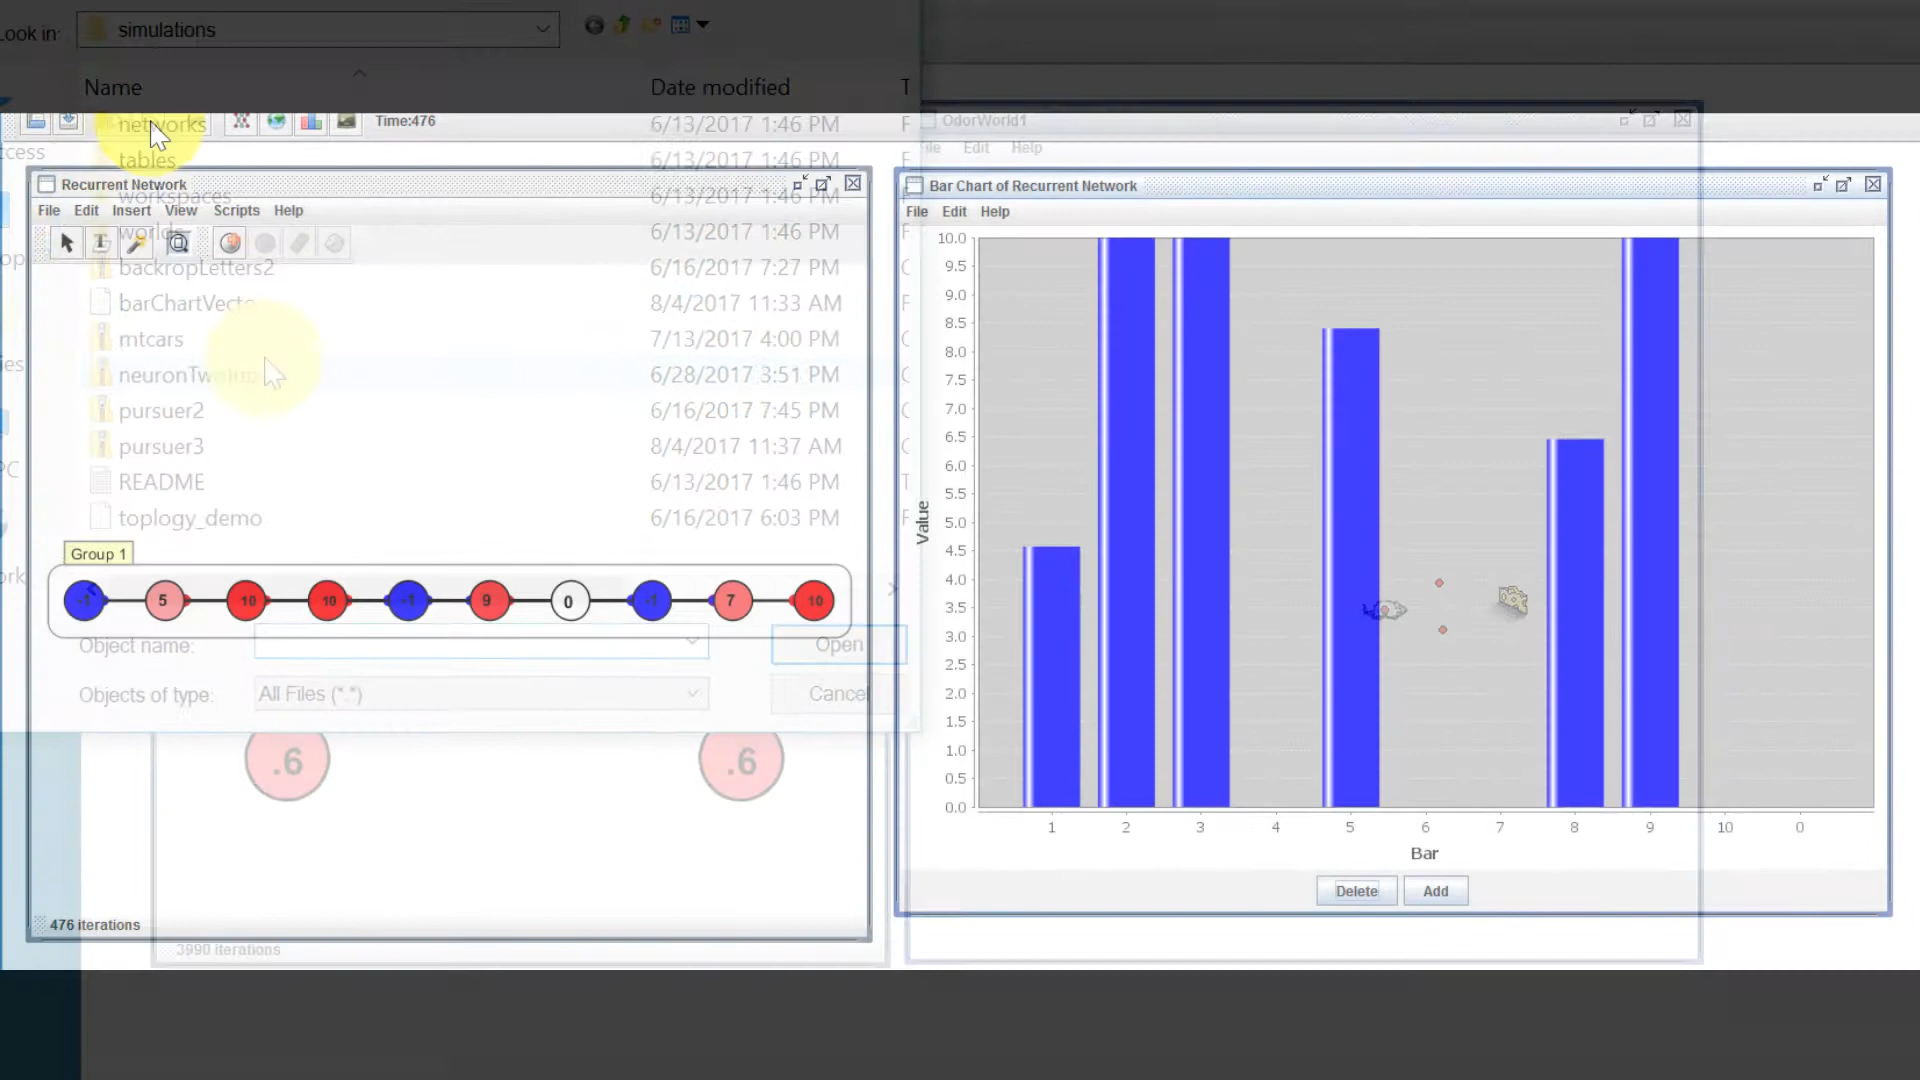 Look in:
simulations
Name
Date modified
T
networks
6/13/2017 1:46 PM
F
Time:476
OdorWorld1
File Edit Help
tables
6/13/2017 1:46 PM
F
workspaces
6/13/2017 1:46 PM
worlds
6/13/2017 1:46 PM
F
backropLetters2
6/16/2017 7:27 PM
C
barChartVecto
8/4/2017 11:33 AM
F
mtcars
7/13/2017 4:00 PM
C
6/28/2017 3:51 PM
C
pursuer2
6/16/2017 7:45 PM
C
pursuer3
8/4/2017 11:37 AM
C
README
6/13/2017 1:46 PM
T
toplogy_demo
6/16/2017 6:03 PM
F
Object name:
Open
Objects of type:
All Files (*.*)
Cancel
Recurrent Network
File Edit Insert View Scripts Help
Group 1
-1 5 10 10 -1 9 0 -1 7 10
.6 .6
476 iterations
3990 iterations
Bar Chart of Recurrent Network
File Edit Help
10.0
9.5
9.0
8.5
8.0
7.5
7.0
6.5
6.0
5.5
5.0
4.5
4.0
3.5
3.0
2.5
2.0
1.5
1.0
0.5
0.0
Value
1 2 3 4 5 6 7 8 9 10 0
Bar
Delete Add